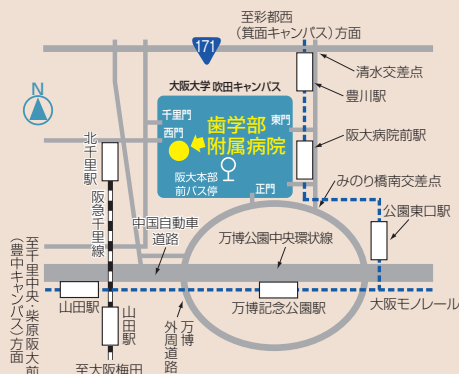 至彩都西
(箕面キャンパス)方面
171
清水交差点
豊川駅
大阪大学 吹田キャンパス
N
千里門
西門
東門
歯学部
附属病院
阪大病院前駅
阪大本部
前バス停
正門
みのり橋南交差点
北千里駅
阪急千里線
公園東口駅
中国自動車
道路
万博公園中央環状線
至千里中央・柴原阪大前
(豊中キャンパス)方面
山田駅
万博記念公園駅
大阪モノレール
山田駅
万博
外周道路
至大阪梅田